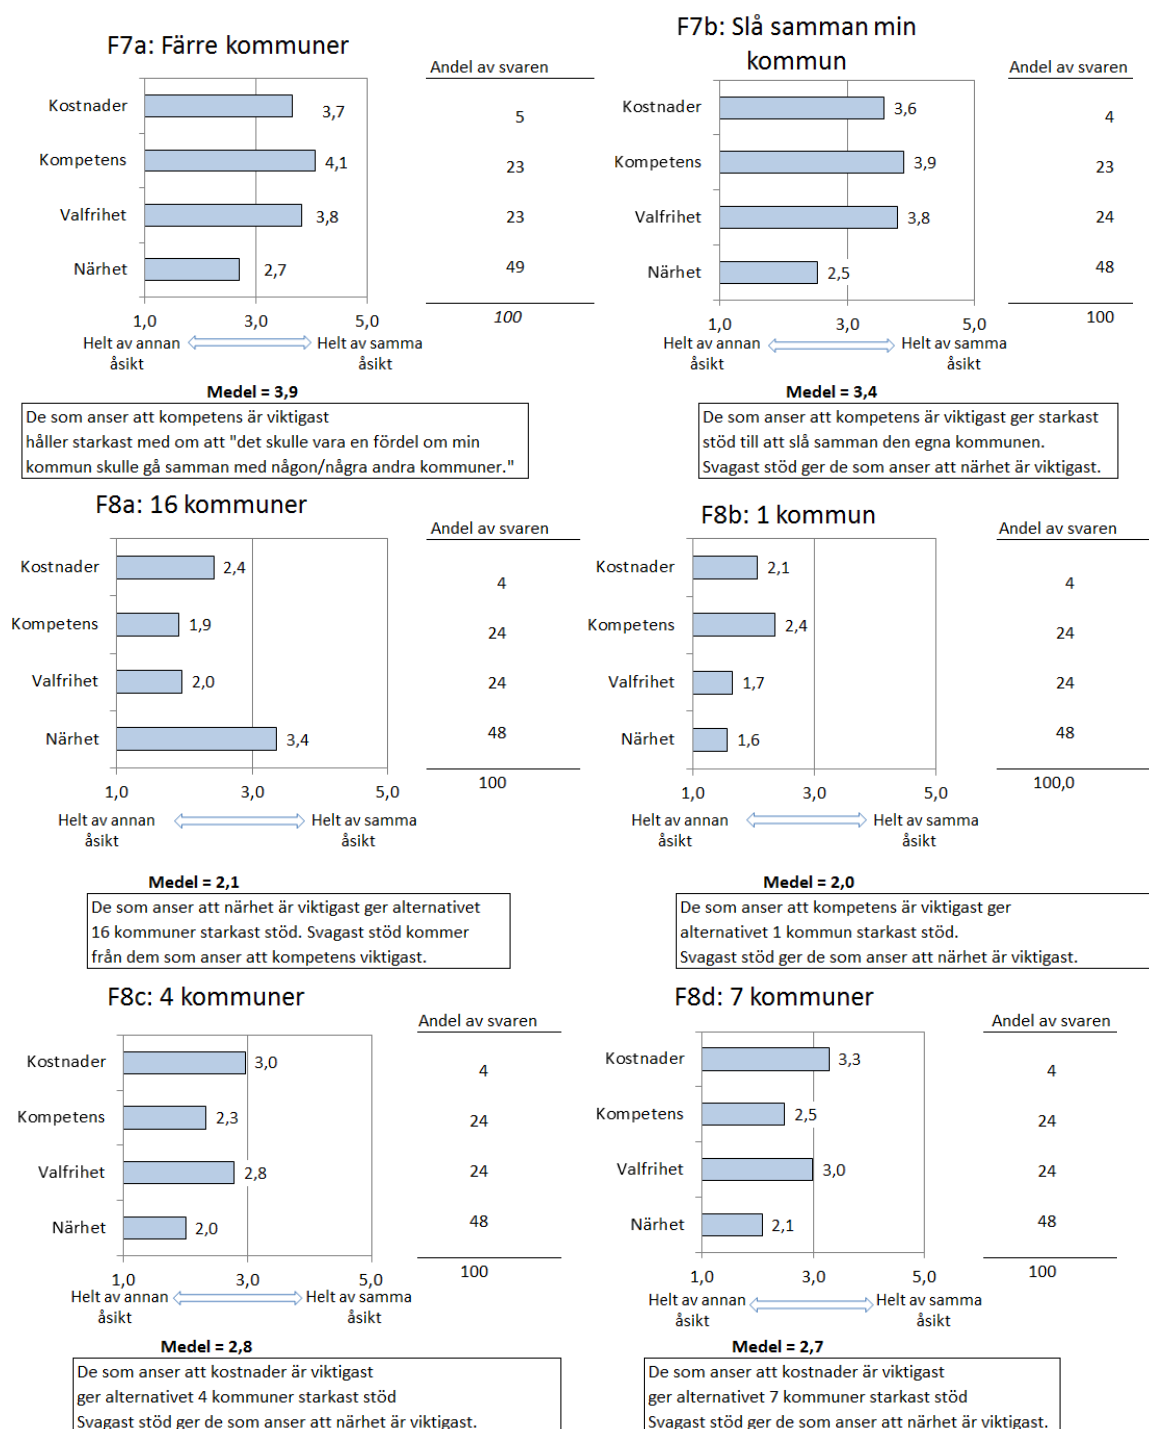 F7a: Färre kommuner
Andel av svaren
Kostnader 3,7 5
Kompetens 4,1 23
Valfrihet 3,8 23
Närhet 2,7 49
100
1,0 3,0 5,0
Helt av annan åsikt Helt av samma åsikt
Medel = 3,9
De som anser att kompetens är viktigast
håller starkast med om att "det skulle vara en fördel om min
kommun skulle gå samman med någon/några andra kommuner."
F7b: Slå samman min
kommun
Andel av svaren
Kostnader 3,6 4
Kompetens 3,9 23
Valfrihet 3,8 24
Närhet 2,5 48
100
1,0 3,0 5,0
Helt av annan åsikt Helt av samma åsikt
Medel = 3,4
De som anser att kompetens är viktigast ger starkast
stöd till att slå samman den egna kommunen.
Svagast stöd ger de som anser att närhet är viktigast.
F8a: 16 kommuner
Andel av svaren
Kostnader 2,4 4
Kompetens 1,9 24
Valfrihet 2,0 24
Närhet 3,4 48
100
1,0 3,0 5,0
Helt av annan åsikt Helt av samma åsikt
Medel = 2,1
De som anser att närhet är viktigast ger alternativet
16 kommuner starkast stöd. Svagast stöd kommer
från dem som anser att kompetens viktigast.
F8b: 1 kommun
Andel av svaren
Kostnader 2,1 4
Kompetens 2,4 24
Valfrihet 1,7 24
Närhet 1,6 48
100,0
1,0 3,0 5,0
Helt av annan åsikt Helt av samma åsikt
Medel = 2,0
De som anser att kompetens är viktigast ger
alternativet 1 kommun starkast stöd.
Svagast stöd ger de som anser att närhet är viktigast.
F8c: 4 kommuner
Andel av svaren
Kostnader 3,0 4
Kompetens 2,3 24
Valfrihet 2,8 24
Närhet 2,0 48
100
1,0 3,0 5,0
Helt av annan åsikt Helt av samma åsikt
Medel = 2,8
De som anser att kostnader är viktigast
ger alternativet 4 kommuner starkast stöd
Svagast stöd ger de som anser att närhet är viktigast.
F8d: 7 kommuner
Andel av svaren
Kostnader 3,3 4
Kompetens 2,5 24
Valfrihet 3,0 24
Närhet 2,1 48
100
1,0 3,0 5,0
Helt av annan åsikt Helt av samma åsikt
Medel = 2,7
De som anser att kostnader är viktigast
ger alternativet 7 kommuner starkast stöd
Svagast stöd ger de som anser att närhet är viktigast.